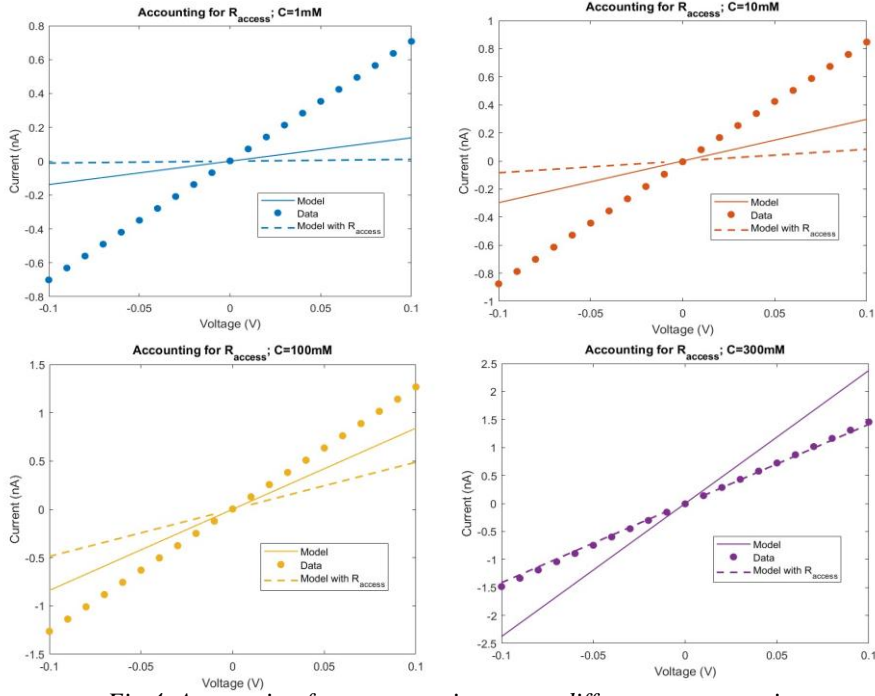 Accounting for R_access; C=1mM
0.8
0.6
0.4
0.2
0
-0.2
-0.4
-0.6
-0.8
Current (nA)
Model
Data
Model with R_access
-0.1
-0.05
0
0.05
0.1
Voltage (V)
Accounting for R_access; C=10mM
1
0.8
0.6
0.4
0.2
0
-0.2
-0.4
-0.6
-0.8
-1
Current (nA)
Model
Data
Model with R_access
-0.1
-0.05
0
0.05
0.1
Voltage (V)
Accounting for R_access; C=100mM
1.5
1
0.5
0
-0.5
-1
-1.5
Current (nA)
Model
Data
Model with R_access
-0.1
-0.05
0
0.05
0.1
Voltage (V)
Accounting for R_access; C=300mM
2.5
2
1.5
1
0.5
0
-0.5
-1
-1.5
-2
-2.5
Current (nA)
Model
Data
Model with R_access
-0.1
-0.05
0
0.05
0.1
Voltage (V)